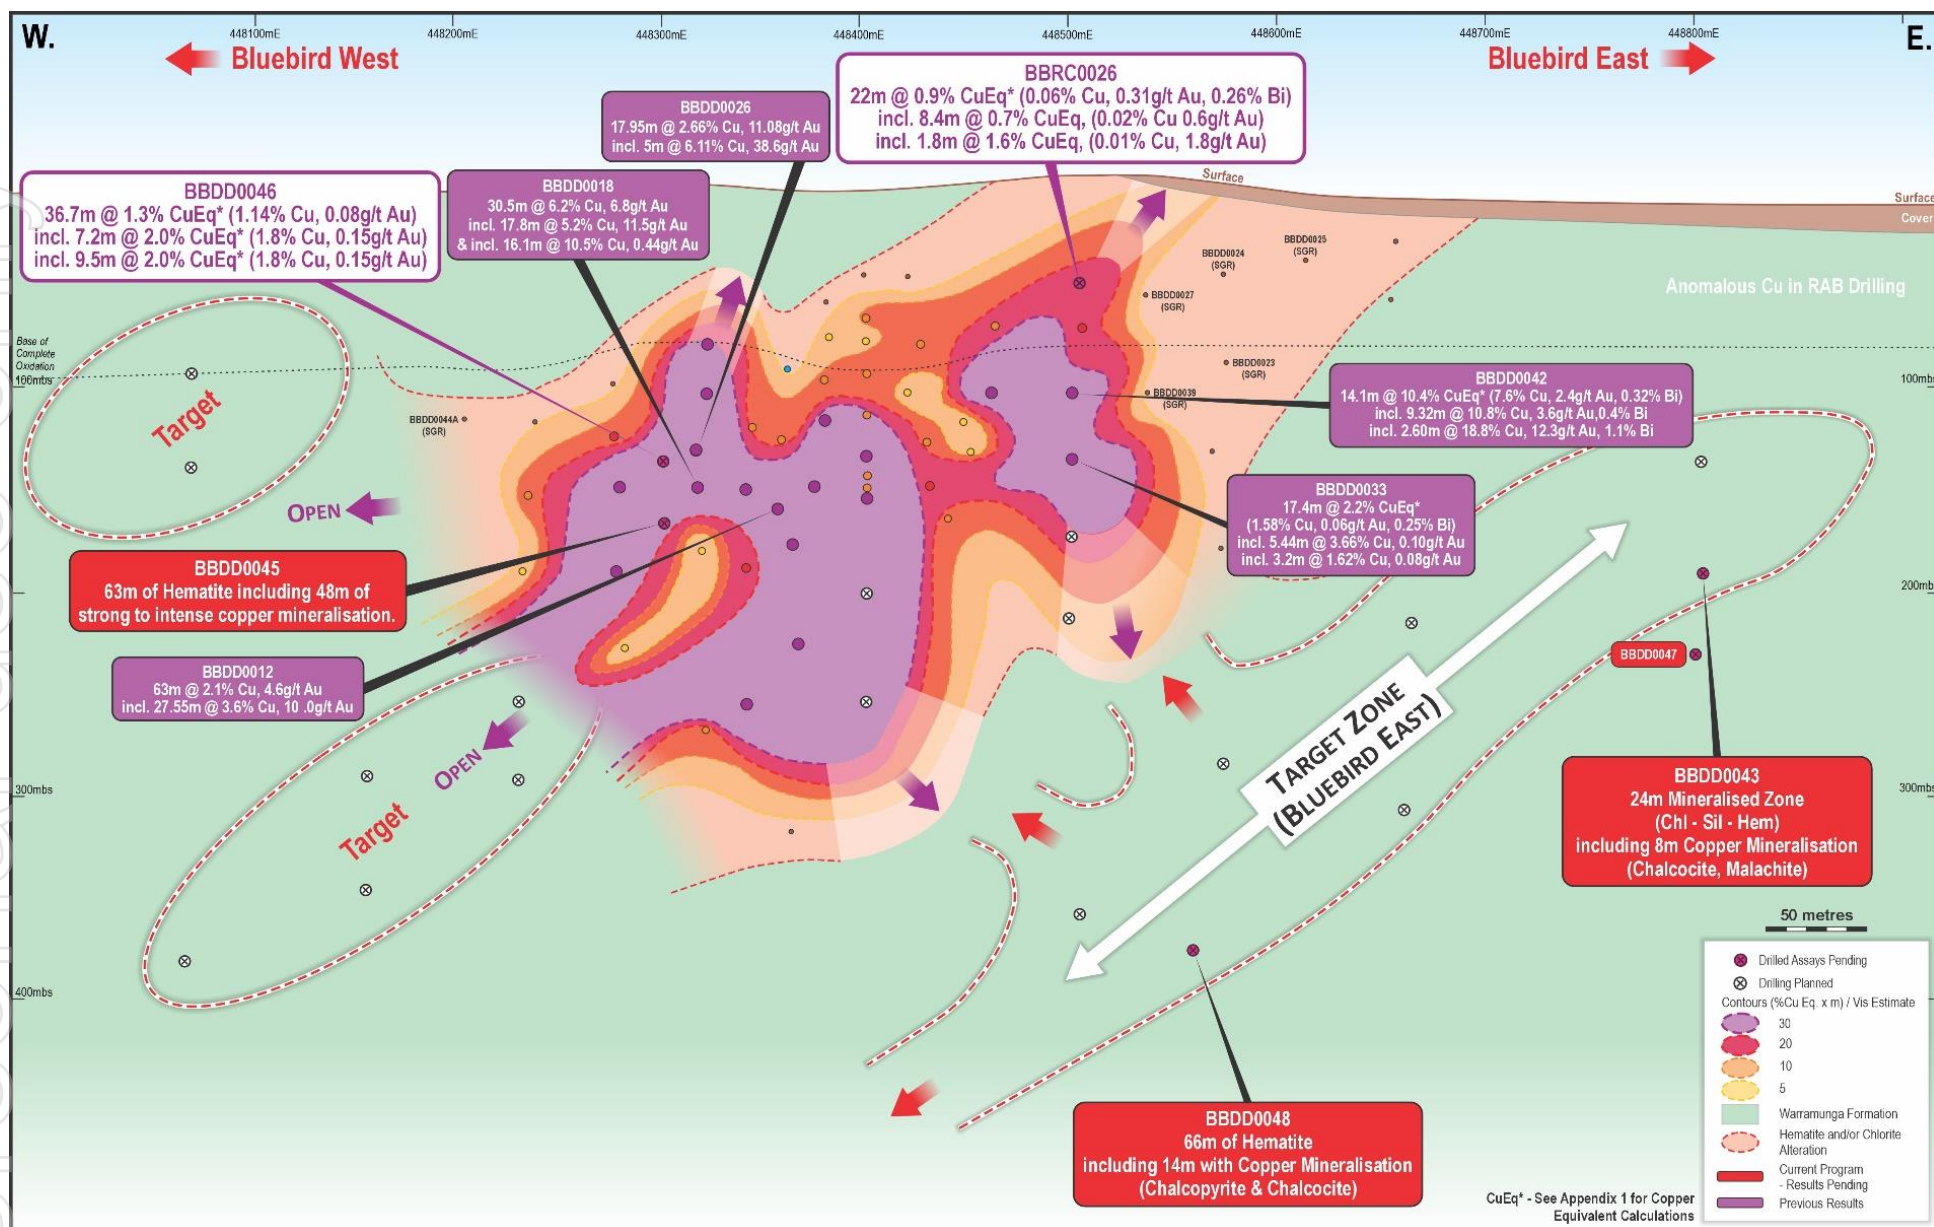 W.
E.
448100mE
448200mE
448300mE
448400mE
448500mE
448600mE
448700mE
448800mE
Bluebird West
Bluebird East
BBRC0026
22m @ 0.9% CuEq* (0.06% Cu, 0.31g/t Au, 0.26% Bi)
incl. 8.4m @ 0.7% CuEq, (0.02% Cu 0.6g/t Au)
incl. 1.8m @ 1.6% CuEq, (0.01% Cu, 1.8g/t Au)
BBDD0026
17.95m @ 2.66% Cu, 11.08g/t Au
incl. 5m @ 6.11% Cu, 38.6g/t Au
BBDD0046
36.7m @ 1.3% CuEq* (1.14% Cu, 0.08g/t Au)
incl. 7.2m @ 2.0% CuEq* (1.8% Cu, 0.15g/t Au)
incl. 9.5m @ 2.0% CuEq* (1.8% Cu, 0.15g/t Au)
BBDD0018
30.5m @ 6.2% Cu, 6.8g/t Au
incl. 17.8m @ 5.2% Cu, 11.5g/t Au
& incl. 16.1m @ 10.5% Cu, 0.44g/t Au
Surface
Surface
Cover
BBDD0024
(SGR)
BBDD0025
(SGR)
BBDD0027
(SGR)
Anomalous Cu in RAB Drilling
Base of
Complete
Oxidation
100mbs
100mbs
BBDD0023
(SGR)
BBDD0039
(SGR)
BBDD0044A
(SGR)
Target
BBDD0042
14.1m @ 10.4% CuEq* (7.6% Cu, 2.4g/t Au, 0.32% Bi)
incl. 9.32m @ 10.8% Cu, 3.6g/t Au,0.4% Bi
incl. 2.60m @ 18.8% Cu, 12.3g/t Au, 1.1% Bi
OPEN
BBDD0033
17.4m @ 2.2% CuEq*
(1.58% Cu, 0.06g/t Au, 0.25% Bi)
incl. 5.44m @ 3.66% Cu, 0.10g/t Au
incl. 3.2m @ 1.62% Cu, 0.08g/t Au
BBDD0045
63m of Hematite including 48m of
strong to intense copper mineralisation.
200mbs
BBDD0047
BBDD0012
63m @ 2.1% Cu, 4.6g/t Au
incl. 27.55m @ 3.6% Cu, 10 .0g/t Au
OPEN
Target
TARGET ZONE
(BLUEBIRD EAST)
300mbs
300mbs
BBDD0043
24m Mineralised Zone
(Chl - Sil - Hem)
including 8m Copper Mineralisation
(Chalcocite, Malachite)
400mbs
50 metres
Drilled Assays Pending
Drilling Planned
Contours (%Cu Eq. x m) / Vis Estimate
30
20
10
5
Warramunga Formation
Hematite and/or Chlorite
Alteration
Current Program
- Results Pending
Previous Results
BBDD0048
66m of Hematite
including 14m with Copper Mineralisation
(Chalcopyrite & Chalcocite)
CuEq* - See Appendix 1 for Copper
Equivalent Calculations